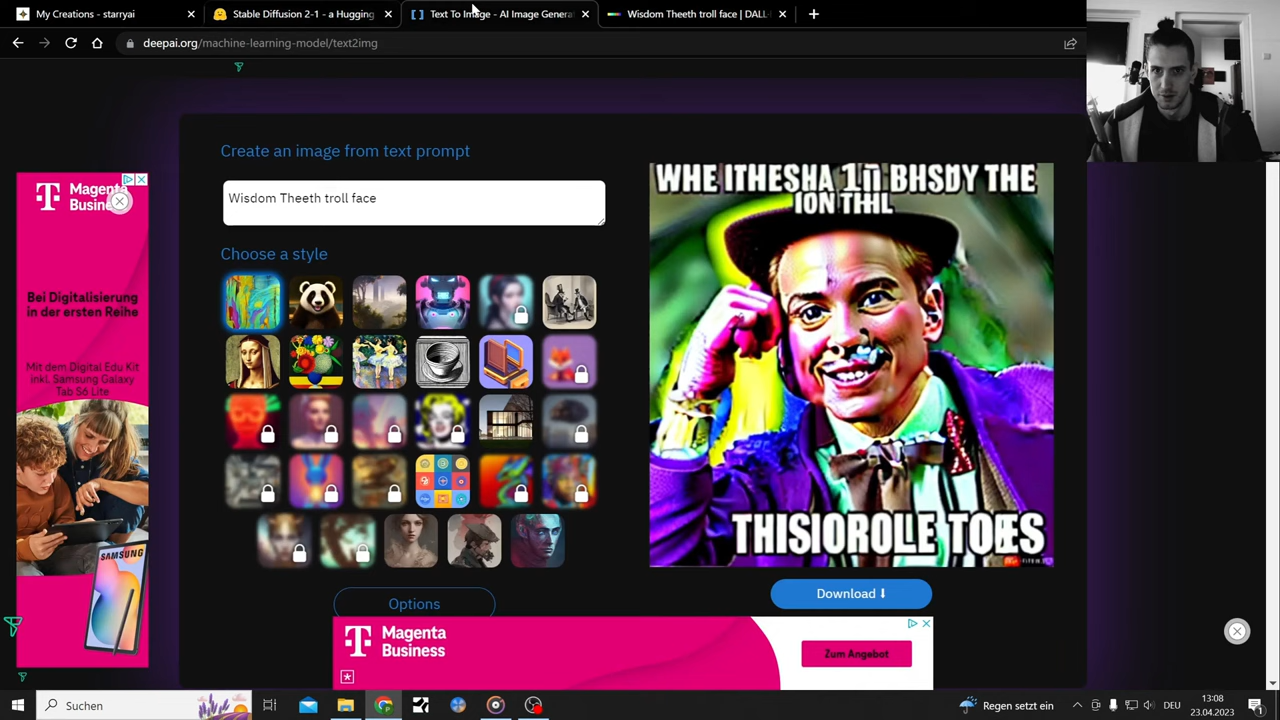 My Creations - starryai
Stable Diffusion 2-1 - a Hugging
Text To Image - AI Image Genera
Wisdom Theeth troll face | DALL·
deepai.org/machine-learning-model/text2img
Create an image from text prompt
Wisdom Theeth troll face
Choose a style
WHE ITHESHA 1n BHSDY THE
ION THHL
THISIOROLE TOES
T Magenta
Business
Bei Digitalisierung
in der ersten Reihe
Mit dem Digital Edu Kit
inkl. Samsung Galaxy
Tab S6 Lite
SAMSUNG
Options
Download
T Magenta
Business
Zum Angebot
Suchen
Regen setzt ein
DEU
13:08
23.04.2023
1